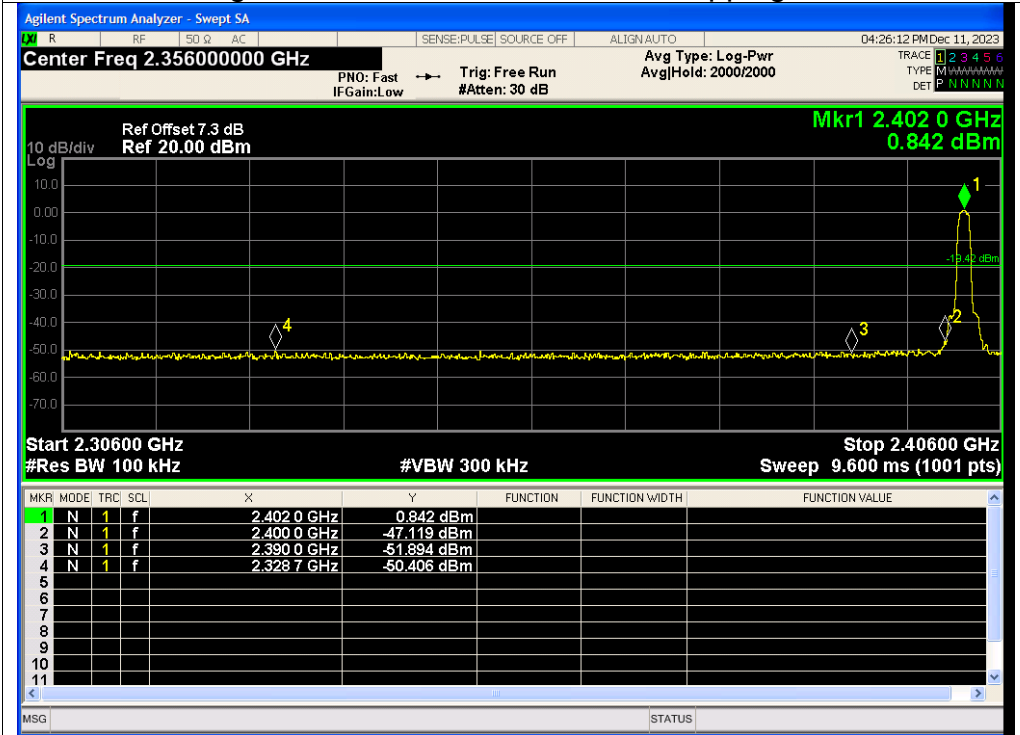 Agilent Spectrum Analyzer - Swept SA
LXI R RF 50 Ω AC SENSE:PULSE SOURCE OFF ALIGN AUTO 04:26:12 PM Dec 11, 2023
Center Freq 2.356000000 GHz
PNO: Fast
IFGain:Low
Trig: Free Run
#Atten: 30 dB
Avg Type: Log-Pwr
Avg|Hold: 2000/2000
TRACE 1 2 3 4 5 6
TYPE M
DET P N N N N N
Mkr1 2.402 0 GHz
0.842 dBm
Ref Offset 7.3 dB
10 dB/div Ref 20.00 dBm
Log
10.0
0.00
-10.0
-20.0
-30.0
-40.0
-50.0
-60.0
-70.0
1
-19.42 dBm
2
3
4
Start 2.30600 GHz Stop 2.40600 GHz
#Res BW 100 kHz #VBW 300 kHz Sweep 9.600 ms (1001 pts)
MKR MODE TRC SCL X Y FUNCTION FUNCTION WIDTH FUNCTION VALUE
1 N 1 f 2.402 0 GHz 0.842 dBm
2 N 1 f 2.400 0 GHz -47.119 dBm
3 N 1 f 2.390 0 GHz -51.894 dBm
4 N 1 f 2.328 7 GHz -50.406 dBm
5
6
7
8
9
10
11
MSG STATUS